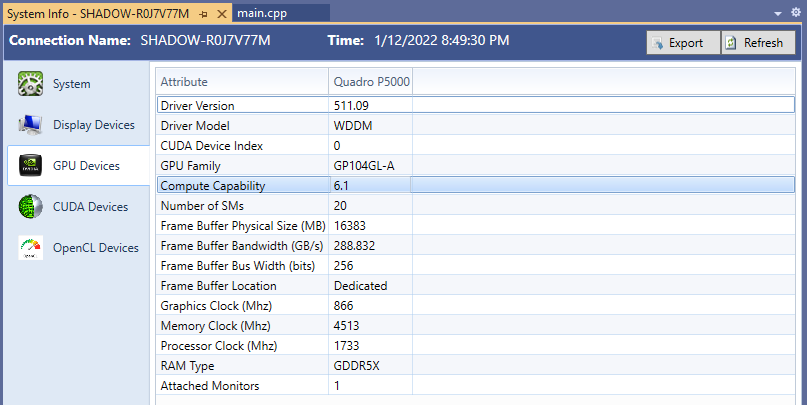 System Info - SHADOW-R0J7V77M main.cpp
Connection Name: SHADOW-R0J7V77M Time: 1/12/2022 8:49:30 PM Export Refresh
System
Display Devices
GPU Devices
CUDA Devices
OpenCL Devices
Attribute Quadro P5000
Driver Version 511.09
Driver Model WDDM
CUDA Device Index 0
GPU Family GP104GL-A
Compute Capability 6.1
Number of SMs 20
Frame Buffer Physical Size (MB) 16383
Frame Buffer Bandwidth (GB/s) 288.832
Frame Buffer Bus Width (bits) 256
Frame Buffer Location Dedicated
Graphics Clock (Mhz) 866
Memory Clock (Mhz) 4513
Processor Clock (Mhz) 1733
RAM Type GDDR5X
Attached Monitors 1